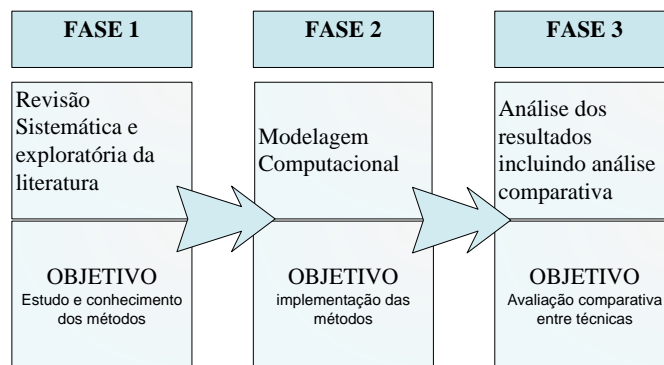 FASE 1
Revisão
Sistemática e
exploratória da
literatura
OBJETIVO
Estudo e conhecimento
dos métodos
FASE 2
Modelagem
Computacional
OBJETIVO
implementação das
métodos
FASE 3
Análise dos
resultados
incluindo análise
comparativa
OBJETIVO
Avaliação comparativa
entre técnicas